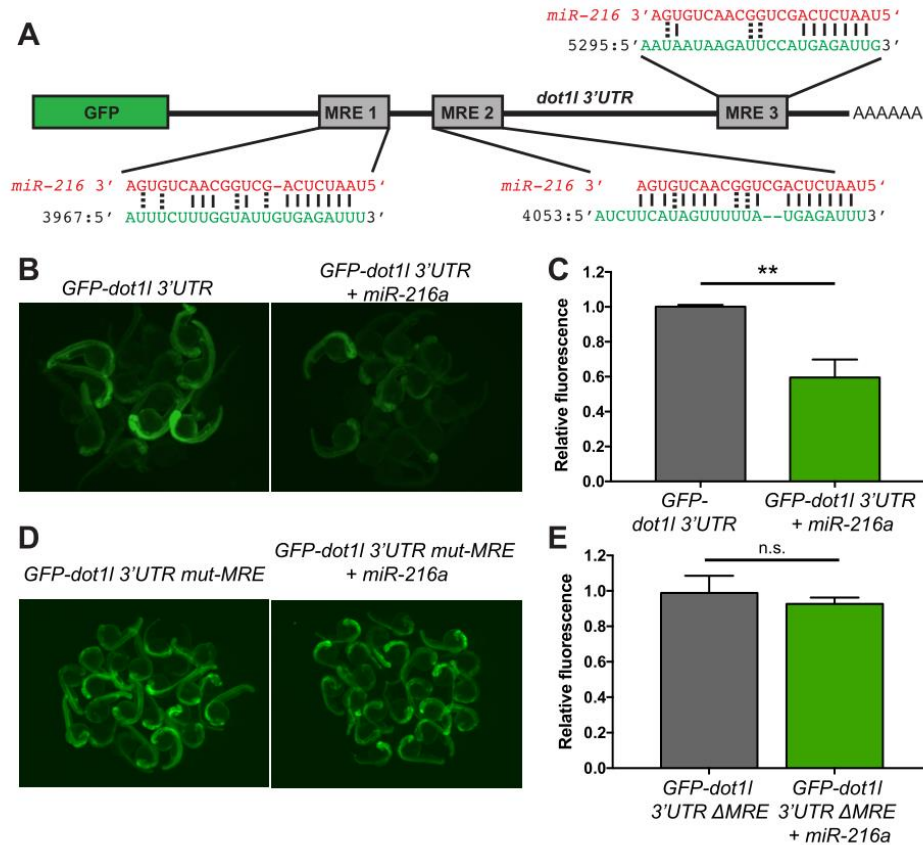 A
miR-216 3' AGUGUCAACGGUCGACUCUAAU5'
5295:5'AAUAAUAAGAUUCCAUGAGAUUG3'
GFP
MRE 1
MRE 2
dot1l 3'UTR
MRE 3
AAAAAA
miR-216 3' AGUGUCAACGGUCG-ACUCUAAU5'
3967:5'AUUUCUUUGGUAUUGUGAGAUUU3'
miR-216 3' AGUGUCAACGGUCGACUCUAAU5'
4053:5'AUCUUCAUAGUUUUUA--UGAGAUUU3'
B
GFP-dot1l 3'UTR
GFP-dot1l 3'UTR
+ miR-216a
C
Relative fluorescence
1.2
1.0
0.8
0.6
0.4
0.2
0.0
**
GFP-
dot1l 3'UTR
GFP-dot1l 3'UTR
+ miR-216a
D
GFP-dot1l 3'UTR mut-MRE
GFP-dot1l 3'UTR mut-MRE
+ miR-216a
E
Relative fluorescence
1.2
1.0
0.8
0.6
0.4
0.2
0.0
n.s.
GFP-dot1l
3'UTR ΔMRE
GFP-dot1l
3'UTR ΔMRE
+ miR-216a